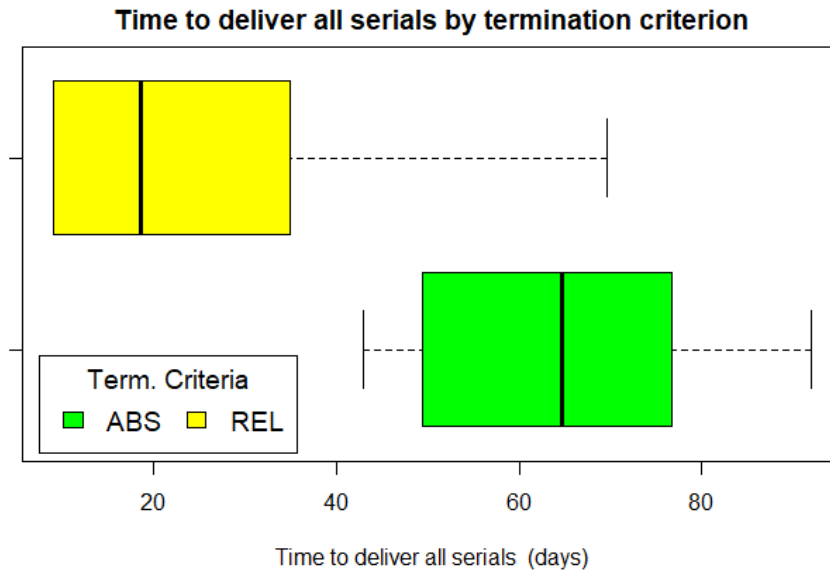 Time to deliver all serials by termination criterion
Term. Criteria
ABS REL
20 40 60 80
Time to deliver all serials (days)